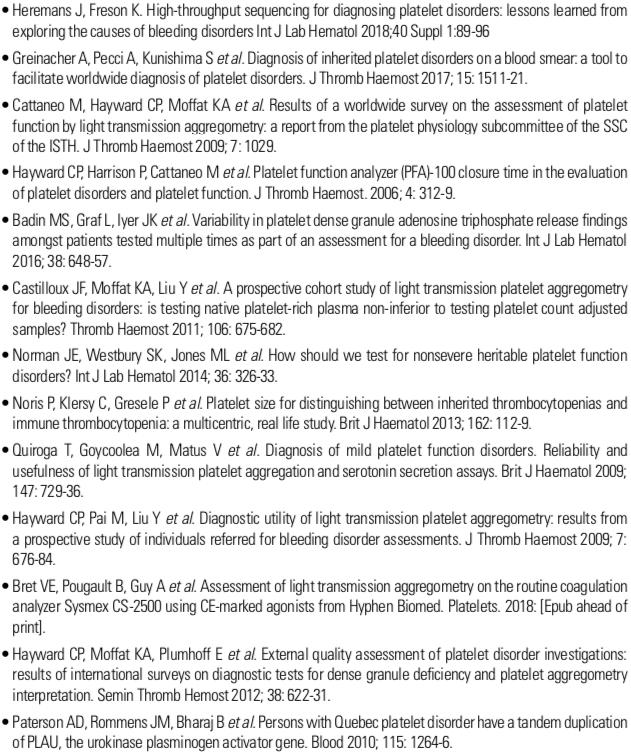 • Heremans J, Freson K. High-throughput sequencing for diagnosing platelet disorders: lessons learned from
exploring the causes of bleeding disorders Int J Lab Hematol 2018;40 Suppl 1:89-96
• Greinacher A, Pecci A, Kunishima S et al. Diagnosis of inherited platelet disorders on a blood smear: a tool to
facilitate worldwide diagnosis of platelet disorders. J Thromb Haemost 2017; 15: 1511-21.
• Cattaneo M, Hayward CP, Moffat KA et al. Results of a worldwide survey on the assessment of platelet
function by light transmission aggregometry: a report from the platelet physiology subcommittee of the SSC
of the ISTH. J Thromb Haemost 2009; 7: 1029.
• Hayward CP, Harrison P, Cattaneo M et al. Platelet function analyzer (PFA)-100 closure time in the evaluation
of platelet disorders and platelet function. J Thromb Haemost. 2006; 4: 312-9.
• Badin MS, Graf L, Iyer JK et al. Variability in platelet dense granule adenosine triphosphate release findings
amongst patients tested multiple times as part of an assessment for a bleeding disorder. Int J Lab Hematol
2016; 38: 648-57.
• Castilloux JF, Moffat KA, Liu Y et al. A prospective cohort study of light transmission platelet aggregometry
for bleeding disorders: is testing native platelet-rich plasma non-inferior to testing platelet count adjusted
samples? Thromb Haemost 2011; 106: 675-682.
• Norman JE, Westbury SK, Jones ML et al. How should we test for nonsevere heritable platelet function
disorders? Int J Lab Hematol 2014; 36: 326-33.
• Noris P, Klersy C, Gresele P et al. Platelet size for distinguishing between inherited thrombocytopenias and
immune thrombocytopenia: a multicentric, real life study. Brit J Haematol 2013; 162: 112-9.
• Quiroga T, Goycoolea M, Matus V et al. Diagnosis of mild platelet function disorders. Reliability and
usefulness of light transmission platelet aggregation and serotonin secretion assays. Brit J Haematol 2009;
147: 729-36.
• Hayward CP, Pai M, Liu Y et al. Diagnostic utility of light transmission platelet aggregometry: results from
a prospective study of individuals referred for bleeding disorder assessments. J Thromb Haemost 2009; 7:
676-84.
• Bret VE, Pougault B, Guy A et al. Assessment of light transmission aggregometry on the routine coagulation
analyzer Sysmex CS-2500 using CE-marked agonists from Hyphen Biomed. Platelets. 2018: [Epub ahead of
print].
• Hayward CP, Moffat KA, Plumhoff E et al. External quality assessment of platelet disorder investigations:
results of international surveys on diagnostic tests for dense granule deficiency and platelet aggregometry
interpretation. Semin Thromb Hemost 2012; 38: 622-31.
• Paterson AD, Rommens JM, Bharaj B et al. Persons with Quebec platelet disorder have a tandem duplication
of PLAU, the urokinase plasminogen activator gene. Blood 2010; 115: 1264-6.